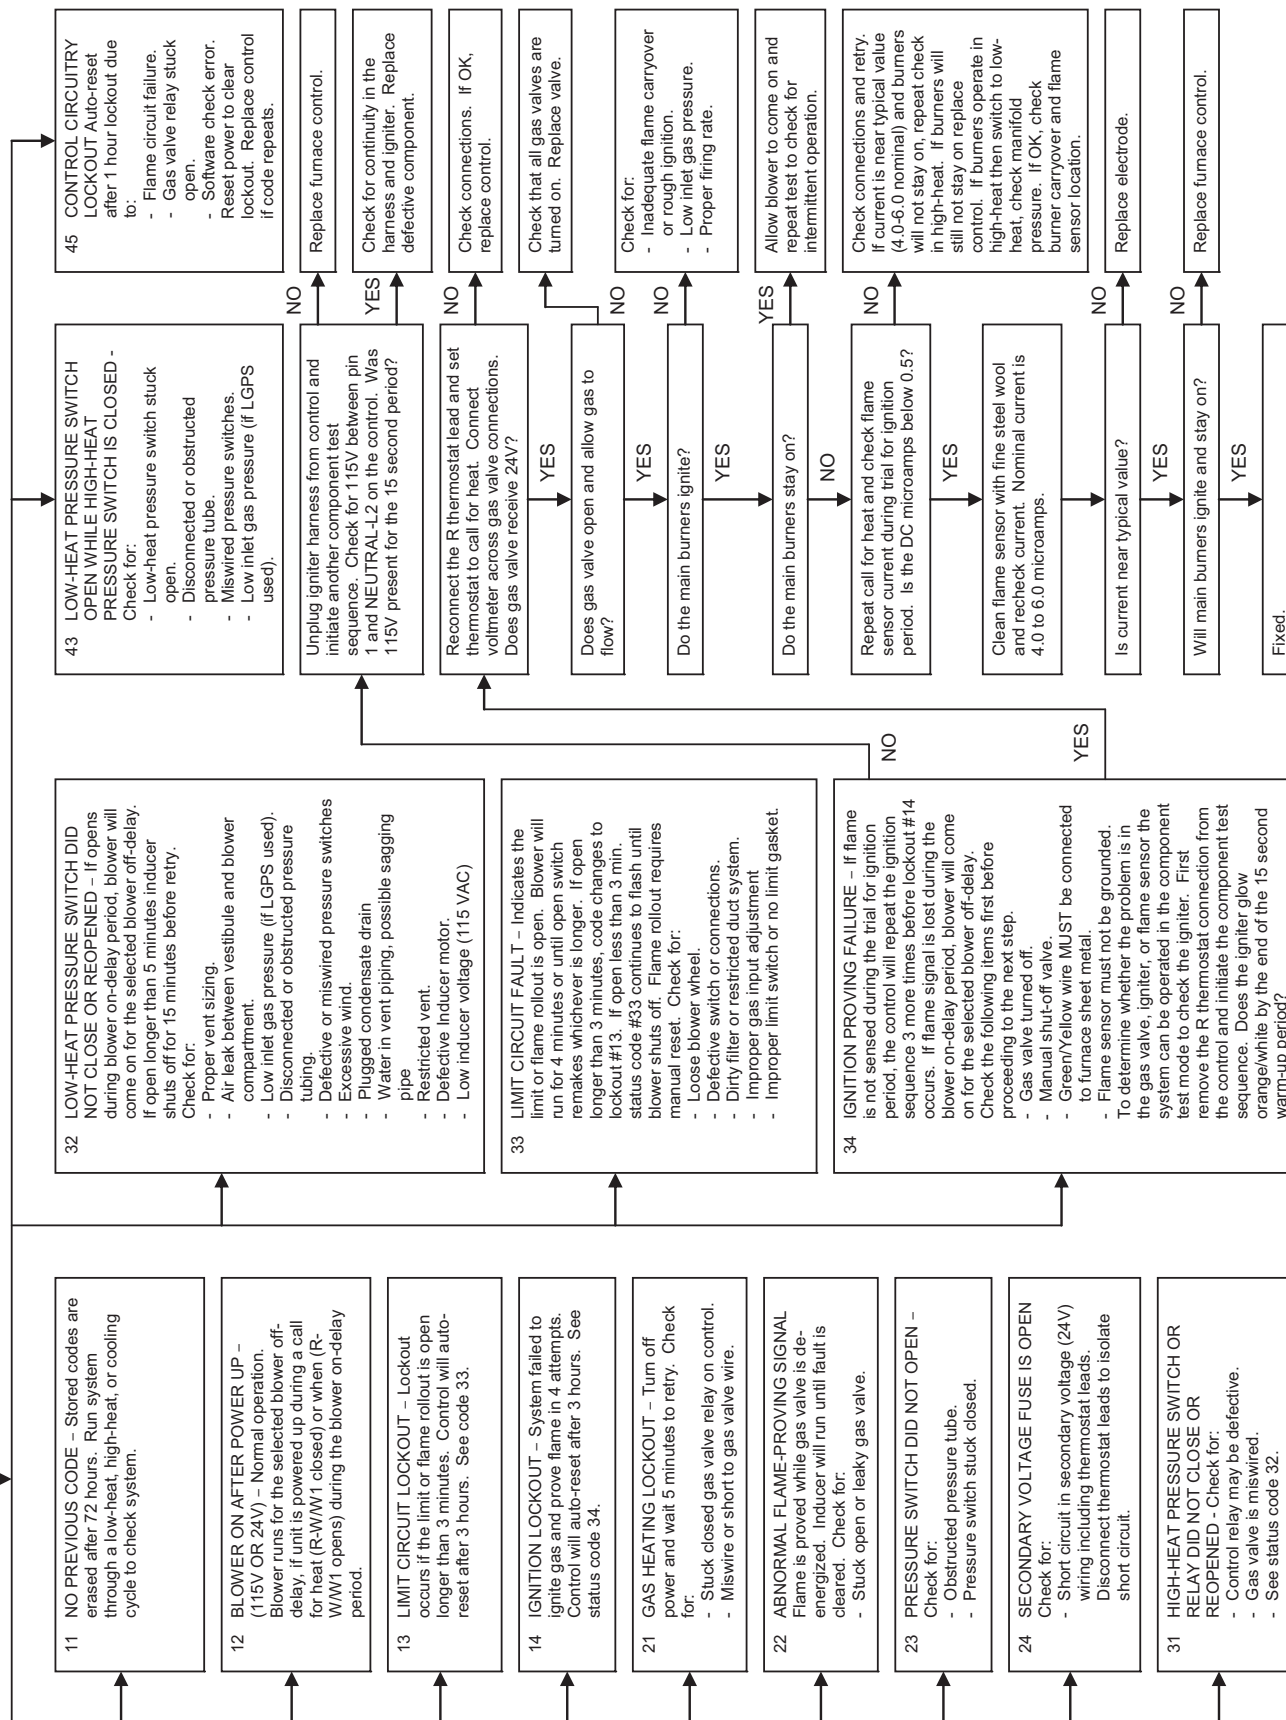 11 NO PREVIOUS CODE – Stored codes are
erased after 72 hours. Run system
through a low-heat, high-heat, or cooling
cycle to check system.
12 BLOWER ON AFTER POWER UP –
(115V OR 24V) – Normal operation.
Blower runs for the selected blower off-
delay, if unit is powered up during a call
for heat (R-W/W1 closed) or when (R-
W/W1 opens) during the blower on-delay
period.
13 LIMIT CIRCUIT LOCKOUT – Lockout
occurs if the limit or flame rollout is open
longer than 3 minutes. Control will auto-
reset after 3 hours. See code 33.
14 IGNITION LOCKOUT – System failed to
ignite gas and prove flame in 4 attempts.
Control will auto-reset after 3 hours. See
status code 34.
21 GAS HEATING LOCKOUT – Turn off
power and wait 5 minutes to retry. Check
for:
- Stuck closed gas valve relay on control.
- Miswire or short to gas valve wire.
22 ABNORMAL FLAME-PROVING SIGNAL
Flame is proved while gas valve is de-
energized. Inducer will run until fault is
cleared. Check for:
- Stuck open or leaky gas valve.
23 PRESSURE SWITCH DID NOT OPEN –
Check for:
- Obstructed pressure tube.
- Pressure switch stuck closed.
24 SECONDARY VOLTAGE FUSE IS OPEN
Check for:
- Short circuit in secondary voltage (24V)
wiring including thermostat leads.
Disconnect thermostat leads to isolate
short circuit.
31 HIGH-HEAT PRESSURE SWITCH OR
RELAY DID NOT CLOSE OR
REOPENED - Check for:
- Control relay may be defective.
- Gas valve is miswired.
- See status code 32.
32 LOW-HEAT PRESSURE SWITCH DID
NOT CLOSE OR REOPENED – If opens
during blower on-delay period, blower will
come on for the selected blower off-delay.
If open longer than 5 minutes inducer
shuts off for 15 minutes before retry.
Check for:
- Proper vent sizing.
- Air leak between vestibule and blower
compartment.
- Low inlet gas pressure (if LGPS used).
- Disconnected or obstructed pressure
tubing.
- Defective or miswired pressure switches
- Excessive wind.
- Plugged condensate drain
- Water in vent piping, possible sagging
pipe
- Restricted vent.
- Defective Inducer motor.
- Low inducer voltage (115 VAC)
33 LIMIT CIRCUIT FAULT – Indicates the
limit or flame rollout is open. Blower will
run for 4 minutes or until open switch
remakes whichever is longer. If open
longer than 3 minutes, code changes to
lockout #13. If open less than 3 min.
status code #33 continues to flash until
blower shuts off. Flame rollout requires
manual reset. Check for:
- Loose blower wheel.
- Defective switch or connections.
- Dirty filter or restricted duct system.
- Improper gas input adjustment
- Improper limit switch or no limit gasket.
34 IGNITION PROVING FAILURE – If flame
is not sensed during the trial for ignition
period, the control will repeat the ignition
sequence 3 more times before lockout #14
occurs. If flame signal is lost during the
blower on-delay period, blower will come
on for the selected blower off-delay.
Check the following items first before
proceeding to the next step.
- Gas valve turned off.
- Manual shut-off valve.
- Green/Yellow wire MUST be connected
to furnace sheet metal.
- Flame sensor must not be grounded.
To determine whether the problem is in
the gas valve, igniter, or flame sensor the
system can be operated in the component
test mode to check the igniter. First
remove the R thermostat connection from
the control and initiate the component test
sequence. Does the igniter glow
orange/white by the end of the 15 second
warm-up period?
NO
YES
43 LOW-HEAT PRESSURE SWITCH
OPEN WHILE HIGH-HEAT
PRESSURE SWITCH IS CLOSED -
Check for:
- Low-heat pressure switch stuck
open.
- Disconnected or obstructed
pressure tube.
- Miswired pressure switches.
- Low inlet gas pressure (if LGPS
used).
45 CONTROL CIRCUITRY
LOCKOUT Auto-reset
after 1 hour lockout due
to:
- Flame circuit failure.
- Gas valve relay stuck
open.
- Software check error.
Reset power to clear
lockout. Replace control
if code repeats.
Unplug igniter harness from control and
initiate another component test
sequence. Check for 115V between pin
1 and NEUTRAL-L2 on the control. Was
115V present for the 15 second period?
NO
Replace furnace control.
YES
Check for continuity in the
harness and igniter. Replace
defective component.
Reconnect the R thermostat lead and set
thermostat to call for heat. Connect
voltmeter across gas valve connections.
Does gas valve receive 24V?
NO
Check connections. If OK,
replace control.
YES
Does gas valve open and allow gas to
flow?
NO
Check that all gas valves are
turned on. Replace valve.
YES
Do the main burners ignite?
NO
Check for:
- Inadequate flame carryover
or rough ignition.
- Low inlet gas pressure.
- Proper firing rate.
YES
Do the main burners stay on?
YES
Allow blower to come on and
repeat test to check for
intermittent operation.
NO
Repeat call for heat and check flame
sensor current during trial for ignition
period. Is the DC microamps below 0.5?
NO
Check connections and retry.
If current is near typical value
(4.0-6.0 nominal) and burners
will not stay on, repeat check
in high-heat. If burners will
still not stay on replace
control. If burners operate in
high-heat then switch to low-
heat, check manifold
pressure. If OK, check
burner carryover and flame
sensor location.
YES
Clean flame sensor with fine steel wool
and recheck current. Nominal current is
4.0 to 6.0 microamps.
Is current near typical value?
NO
Replace electrode.
YES
Will main burners ignite and stay on?
NO
Replace furnace control.
YES
Fixed.